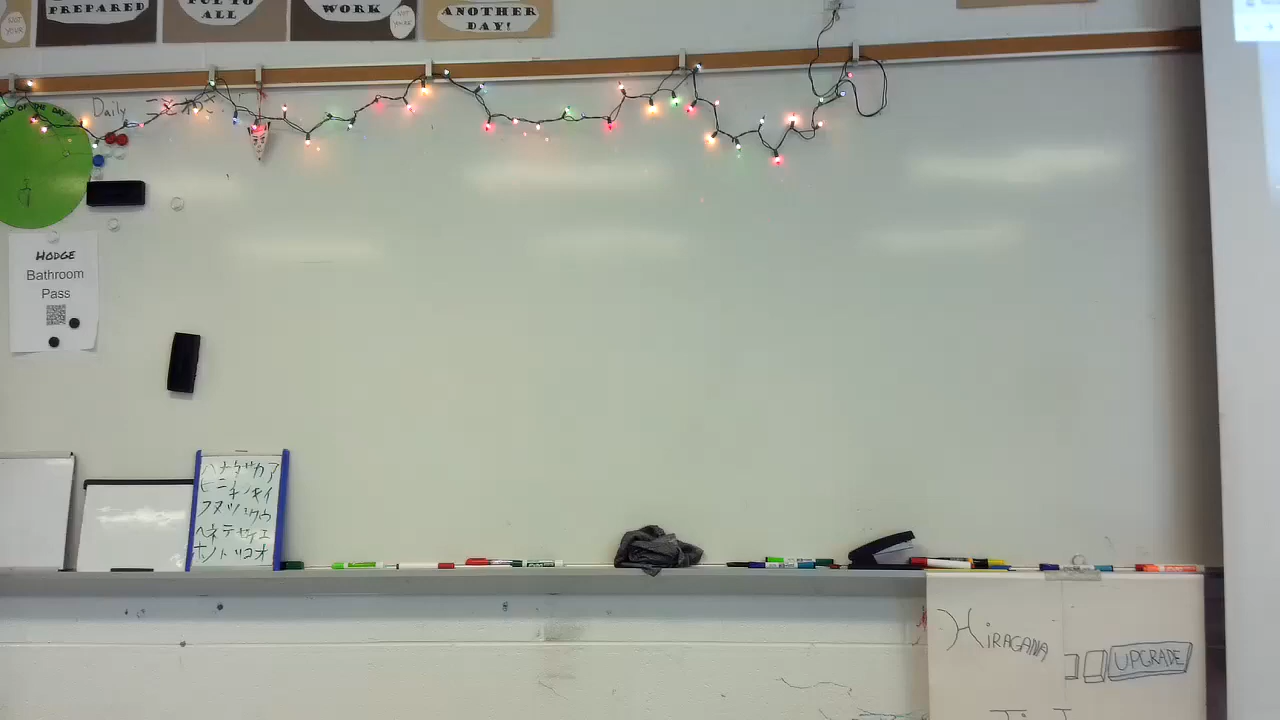 PREPARED
ALL
WORK
ANOTHER
DAY!
Daily
HODGE
Bathroom
Pass
ハナタサカア
ヒニチシキイ
フヌツスクウ
ヘネテセケエ
ホノトソコオ
HIRAGANA
UPGRADE